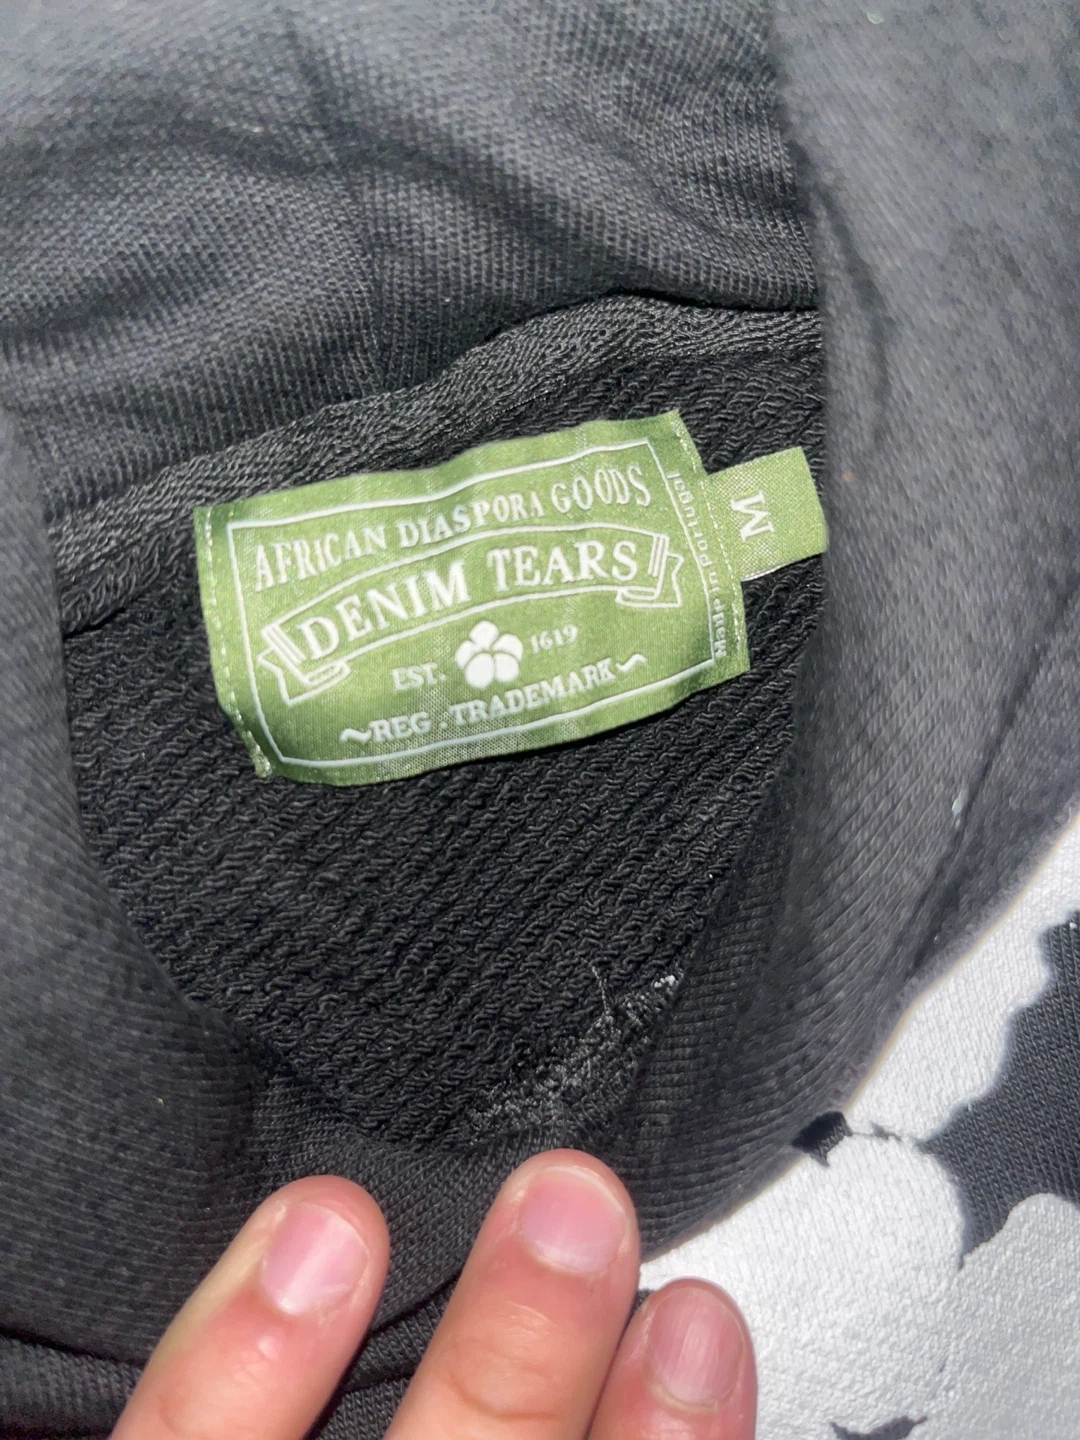 AFRICAN DIASPORA GOODS
DENIM TEARS
EST. 1619
~REG .TRADEMARK~
Made in Portugal
M